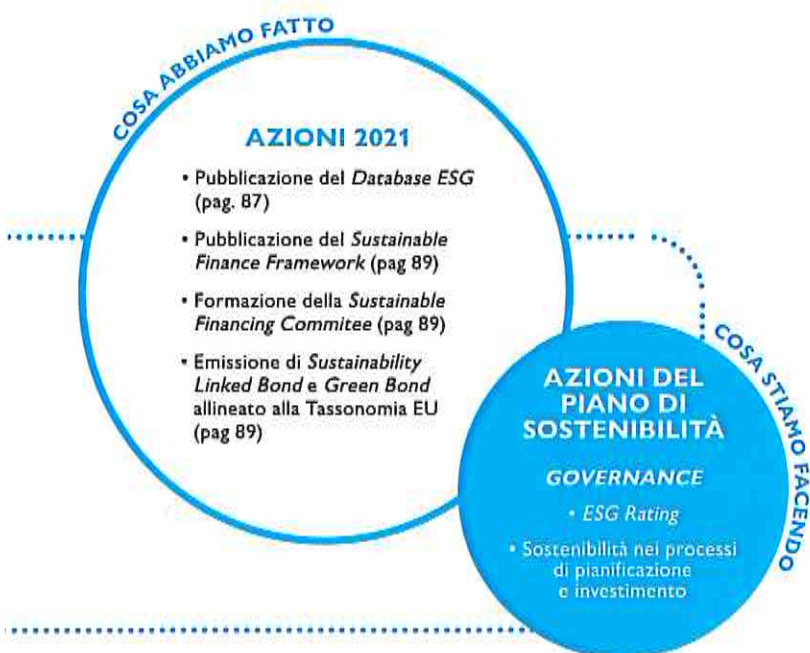 COSA ABBIAMO FATTO
AZIONI 2021
• Pubblicazione del Database ESG
(pag. 87)
• Pubblicazione del Sustainable
Finance Framework (pag 89)
• Formazione della Sustainable
Financing Commitee (pag 89)
• Emissione di Sustainability
Linked Bond e Green Bond
allineato alla Tassonomia EU
(pag 89)
COSA STIAMO FACENDO
AZIONI DEL
PIANO DI
SOSTENIBILITÀ
GOVERNANCE
• ESG Rating
• Sostenibilità nei processi
di pianificazione
e investimento